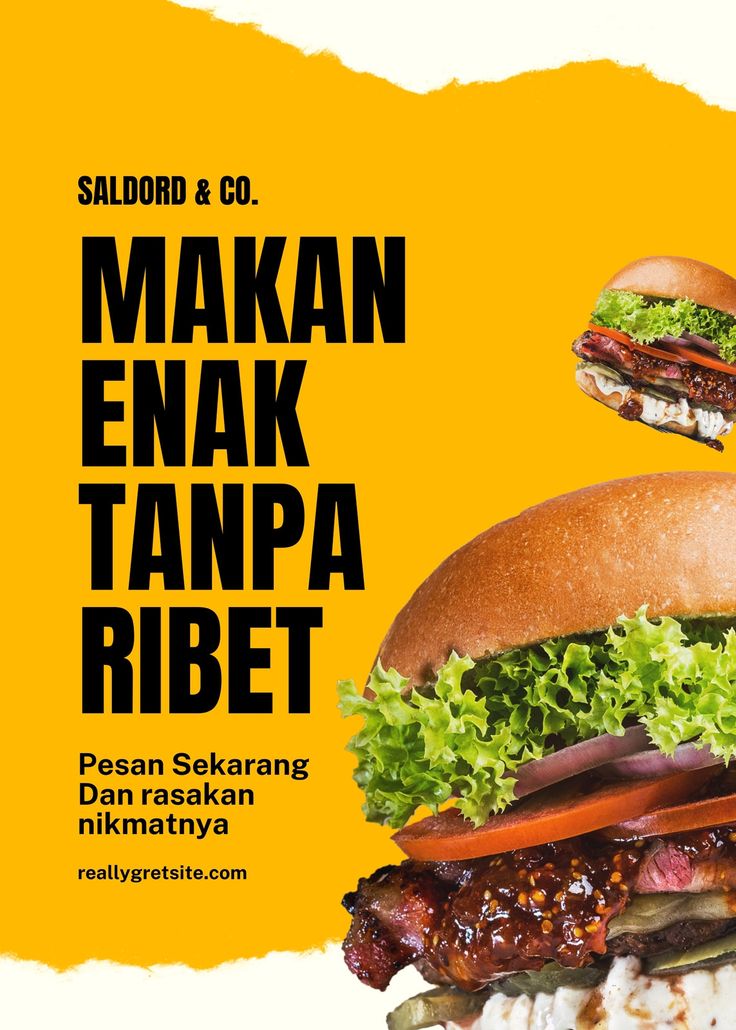 SALDORD & CO.
MAKAN
ENAK
TANPA
RIBET
Pesan Sekarang
Dan rasakan
nikmatnya
reallygretsite.com